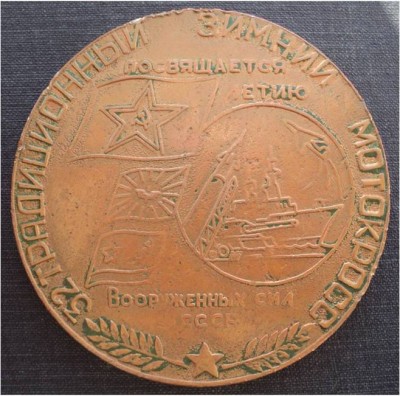 32 ТРАДИЦИОННЫЙ ЗИМНИЙ МОТОКРОСС
ПОСВЯЩАЕТСЯ
ЛЕТИЮ
ВООРУЖЕННЫХ СИЛ
СССР